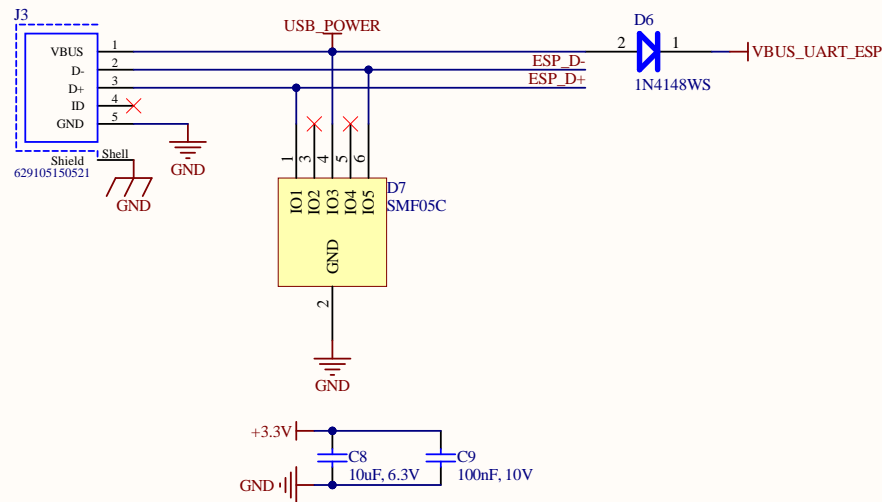 J3
VBUS 1
D- 2
D+ 3
ID 4
GND 5
Shield Shell
629105150521
GND
GND
USB_POWER
ESP_D-
ESP_D+
D6
2 1
VBUS_UART_ESP
1N4148WS
1 3 4 5 6
IO1 IO2 IO3 IO4 IO5
D7
SMF05C
GND
2
GND
+3.3V
C8
10uF, 6.3V
C9
100nF, 10V
GND